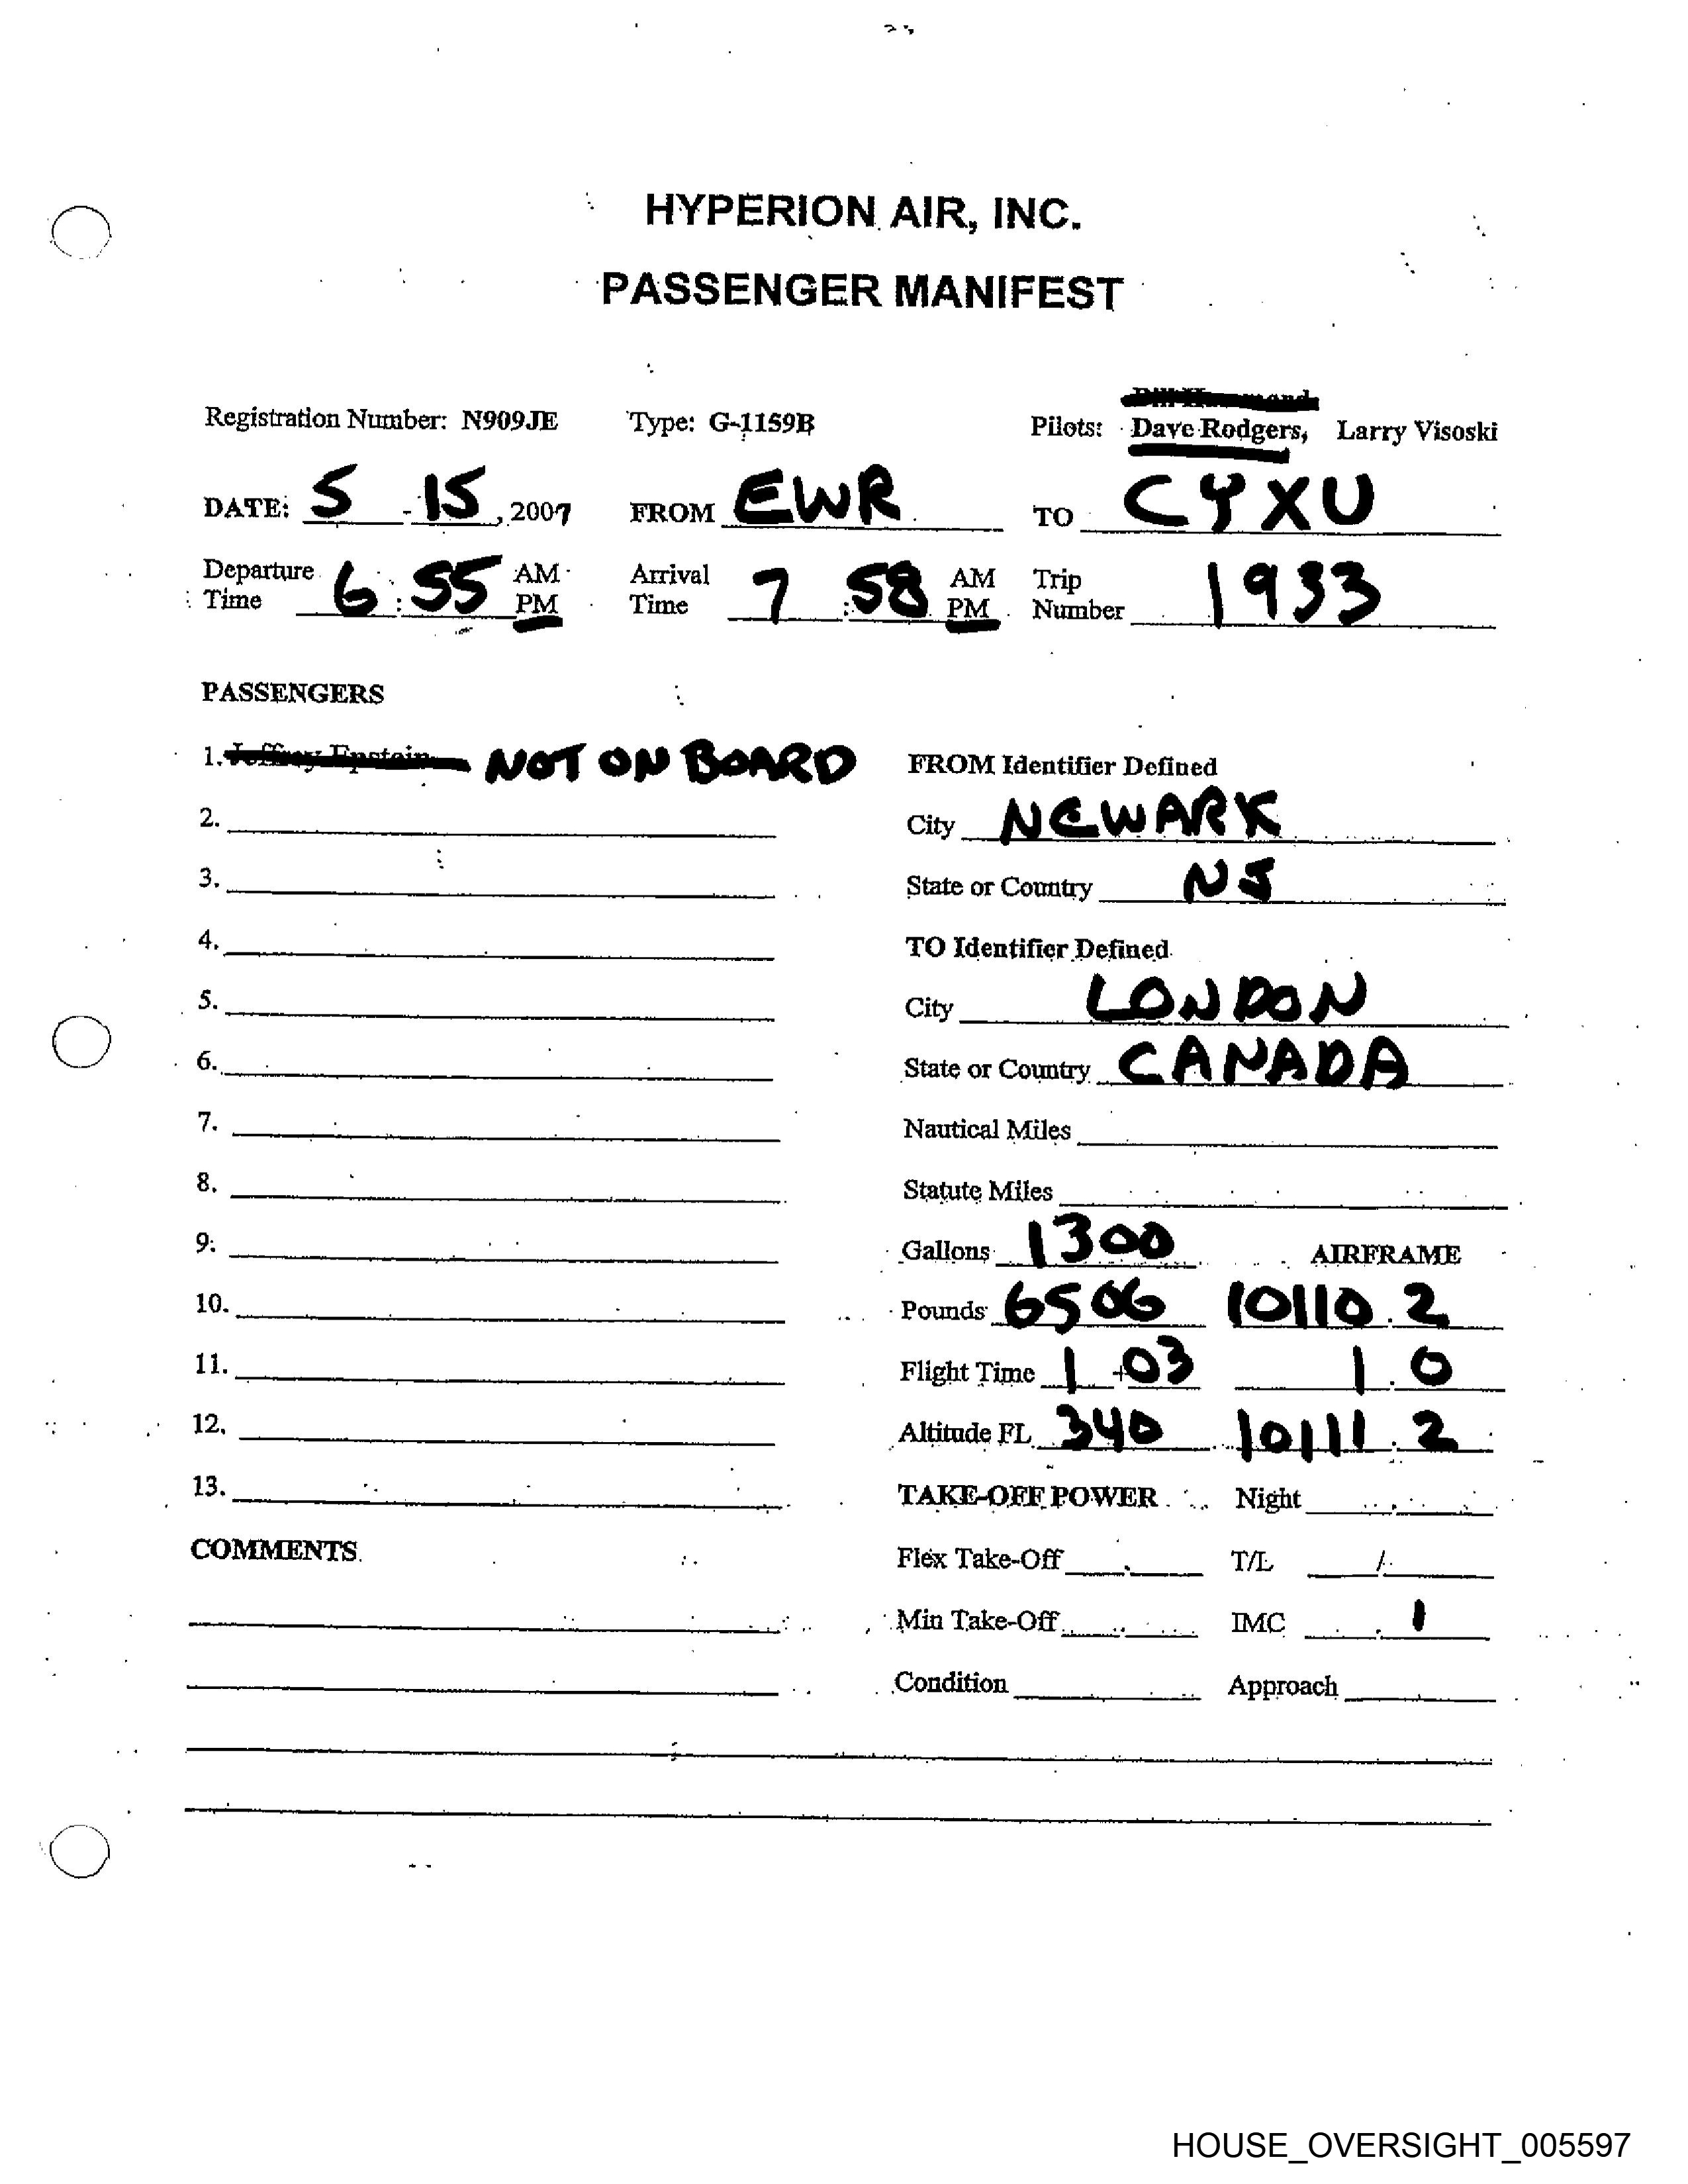 HYPERION AIR, INC.
PASSENGER MANIFEST
Registration Number: N909JE Type: G-1159B Pilots: Dave Rodgers, Larry Visoski
DATE: 5 - 15, 2007 FROM EWR TO CYXU
Departure Time 6:55 AM PM Arrival Time 7:58 AM PM Trip Number 1933
PASSENGERS
1. Jeffrey Epstein NOT ON BOARD FROM Identifier Defined
2. City NEWARK
3. State or Country NJ
4. TO Identifier Defined
5. City LONDON
6. State or Country CANADA
7. Nautical Miles
8. Statute Miles
9. Gallons 1300 AIRFRAME
10. Pounds 6506 10110.2
11. Flight Time 1+03 1.0
12. Altitude FL 340 10111.2
13. TAKE-OFF POWER Night
COMMENTS Flex Take-Off T/L /
Min Take-Off IMC .1
Condition Approach
HOUSE_OVERSIGHT_005597